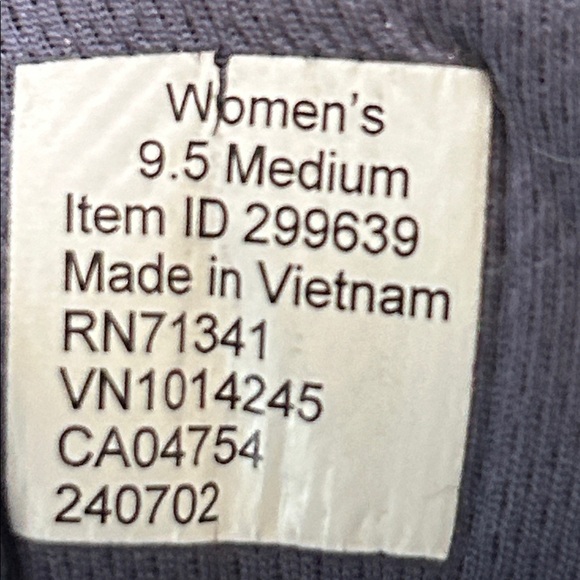 Women's
9.5 Medium
Item ID 299639
Made in Vietnam
RN71341
VN1014245
CA04754
240702